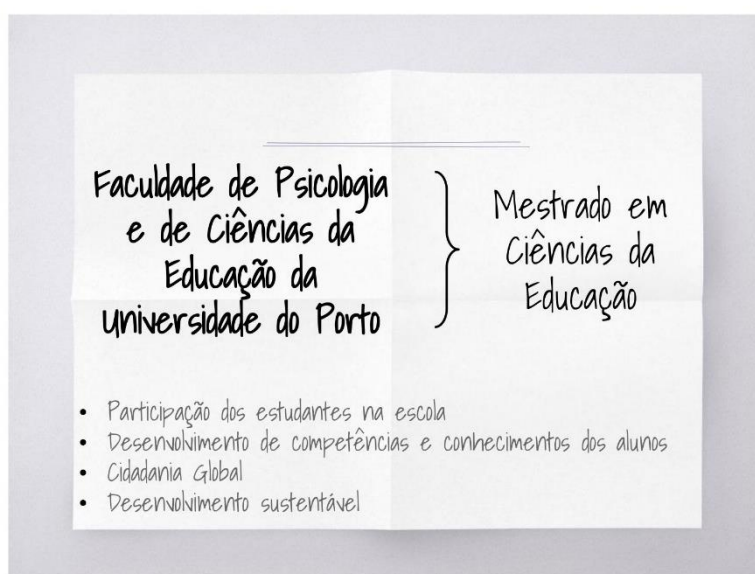 Faculdade de Psicologia
e de Ciências da
Educação da
Universidade do Porto
Mestrado em
Ciências da
Educação
• Participação dos estudantes na escola
• Desenvolvimento de competências e conhecimentos dos alunos
• Cidadania Global
• Desenvolvimento sustentável